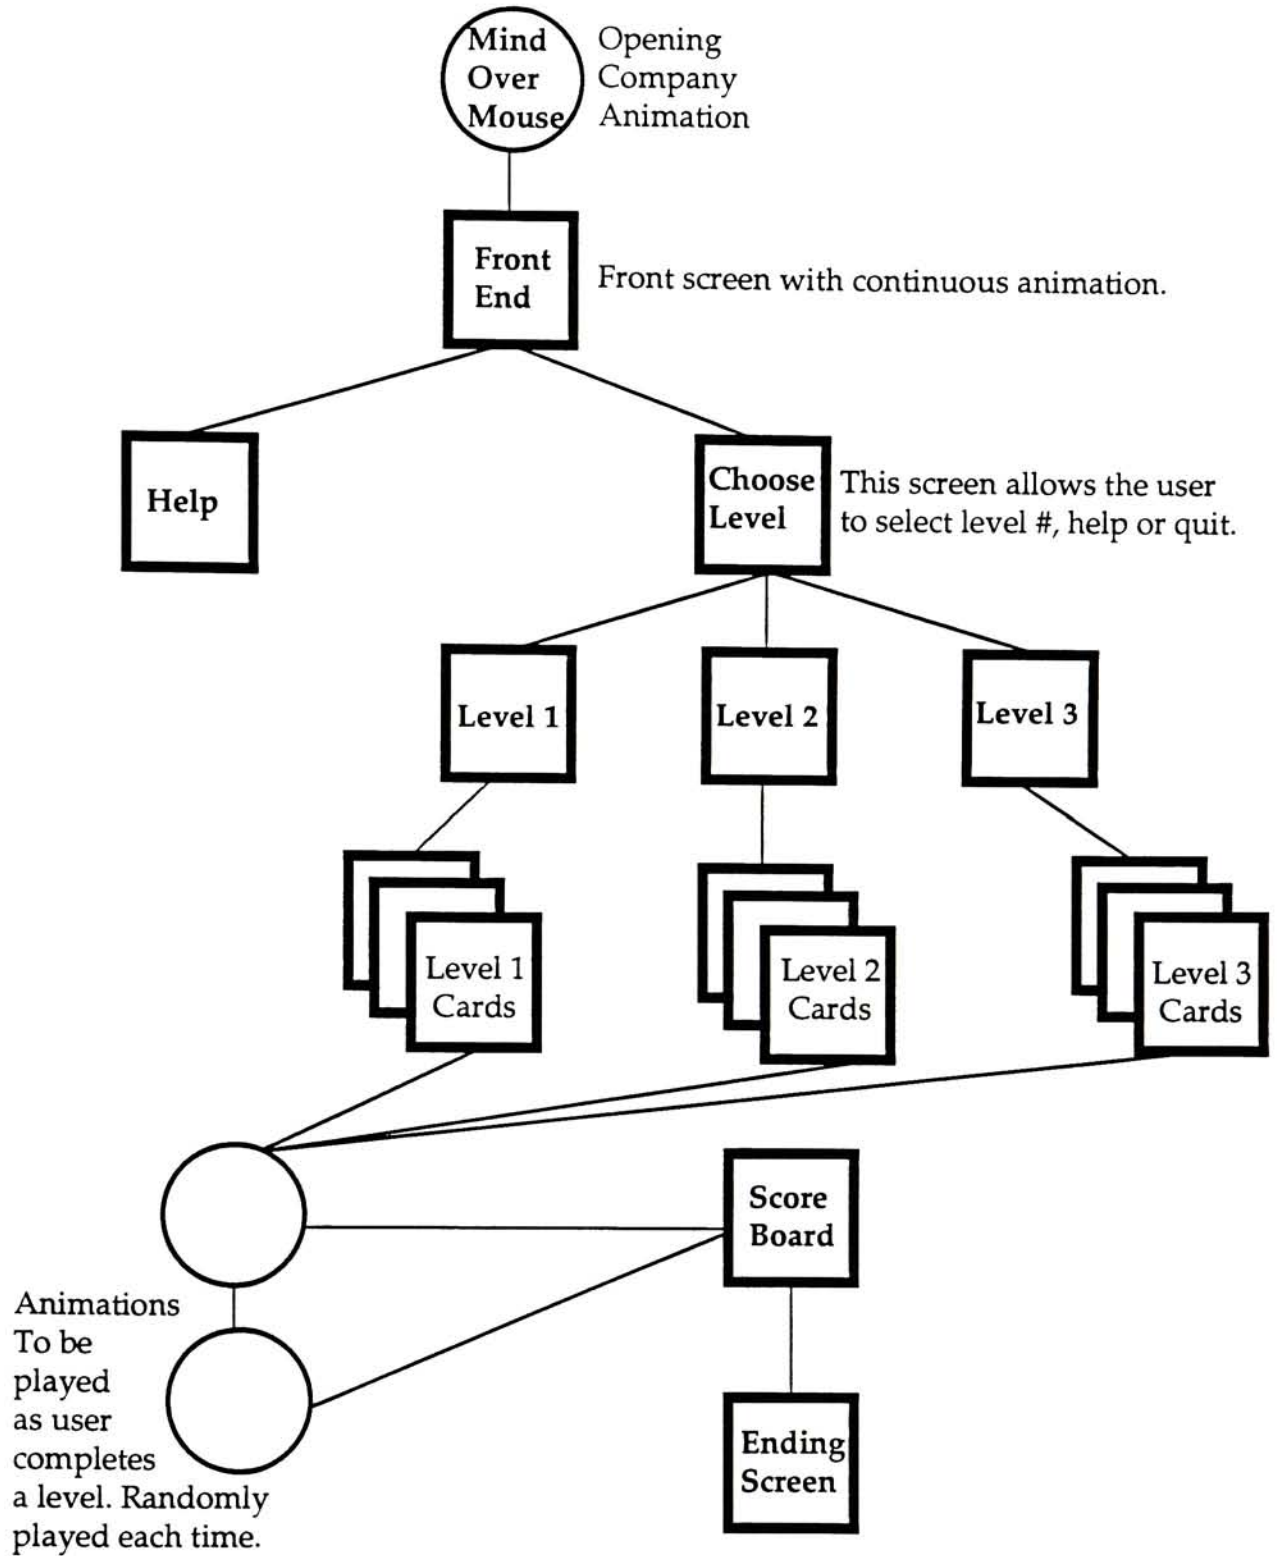 Mind
Over
Mouse
Opening
Company
Animation
Front
End
Front screen with continuous animation.
Help
Choose
Level
This screen allows the user
to select level #, help or quit.
Level 1
Level 2
Level 3
Level 1
Cards
Level 2
Cards
Level 3
Cards
Score
Board
Animations
To be
played
as user
completes
a level. Randomly
played each time.
Ending
Screen